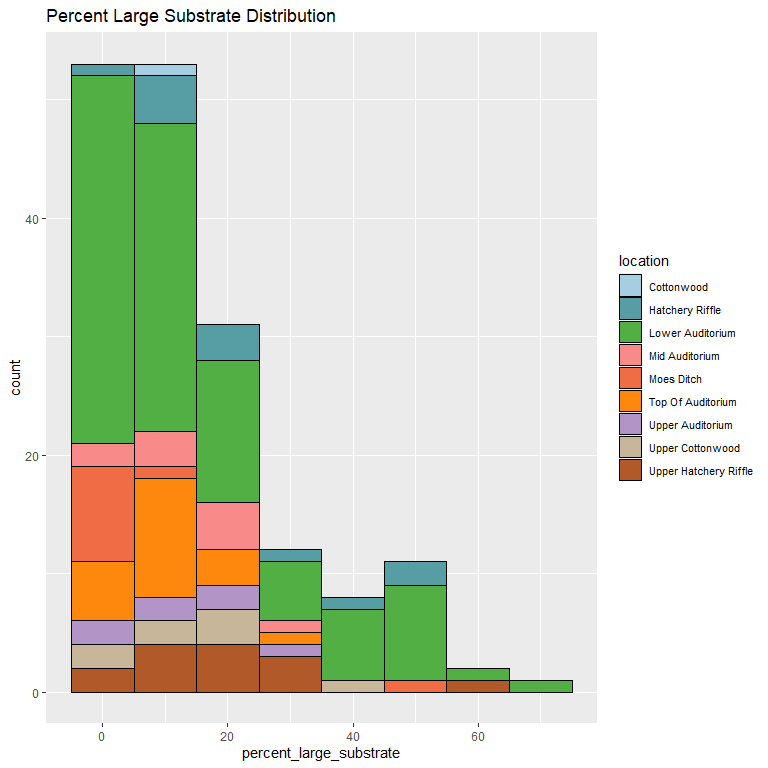 Percent Large Substrate Distribution
count
40
20
0
0 20 40 60
percent_large_substrate
location
Cottonwood
Hatchery Riffle
Lower Auditorium
Mid Auditorium
Moes Ditch
Top Of Auditorium
Upper Auditorium
Upper Cottonwood
Upper Hatchery Riffle